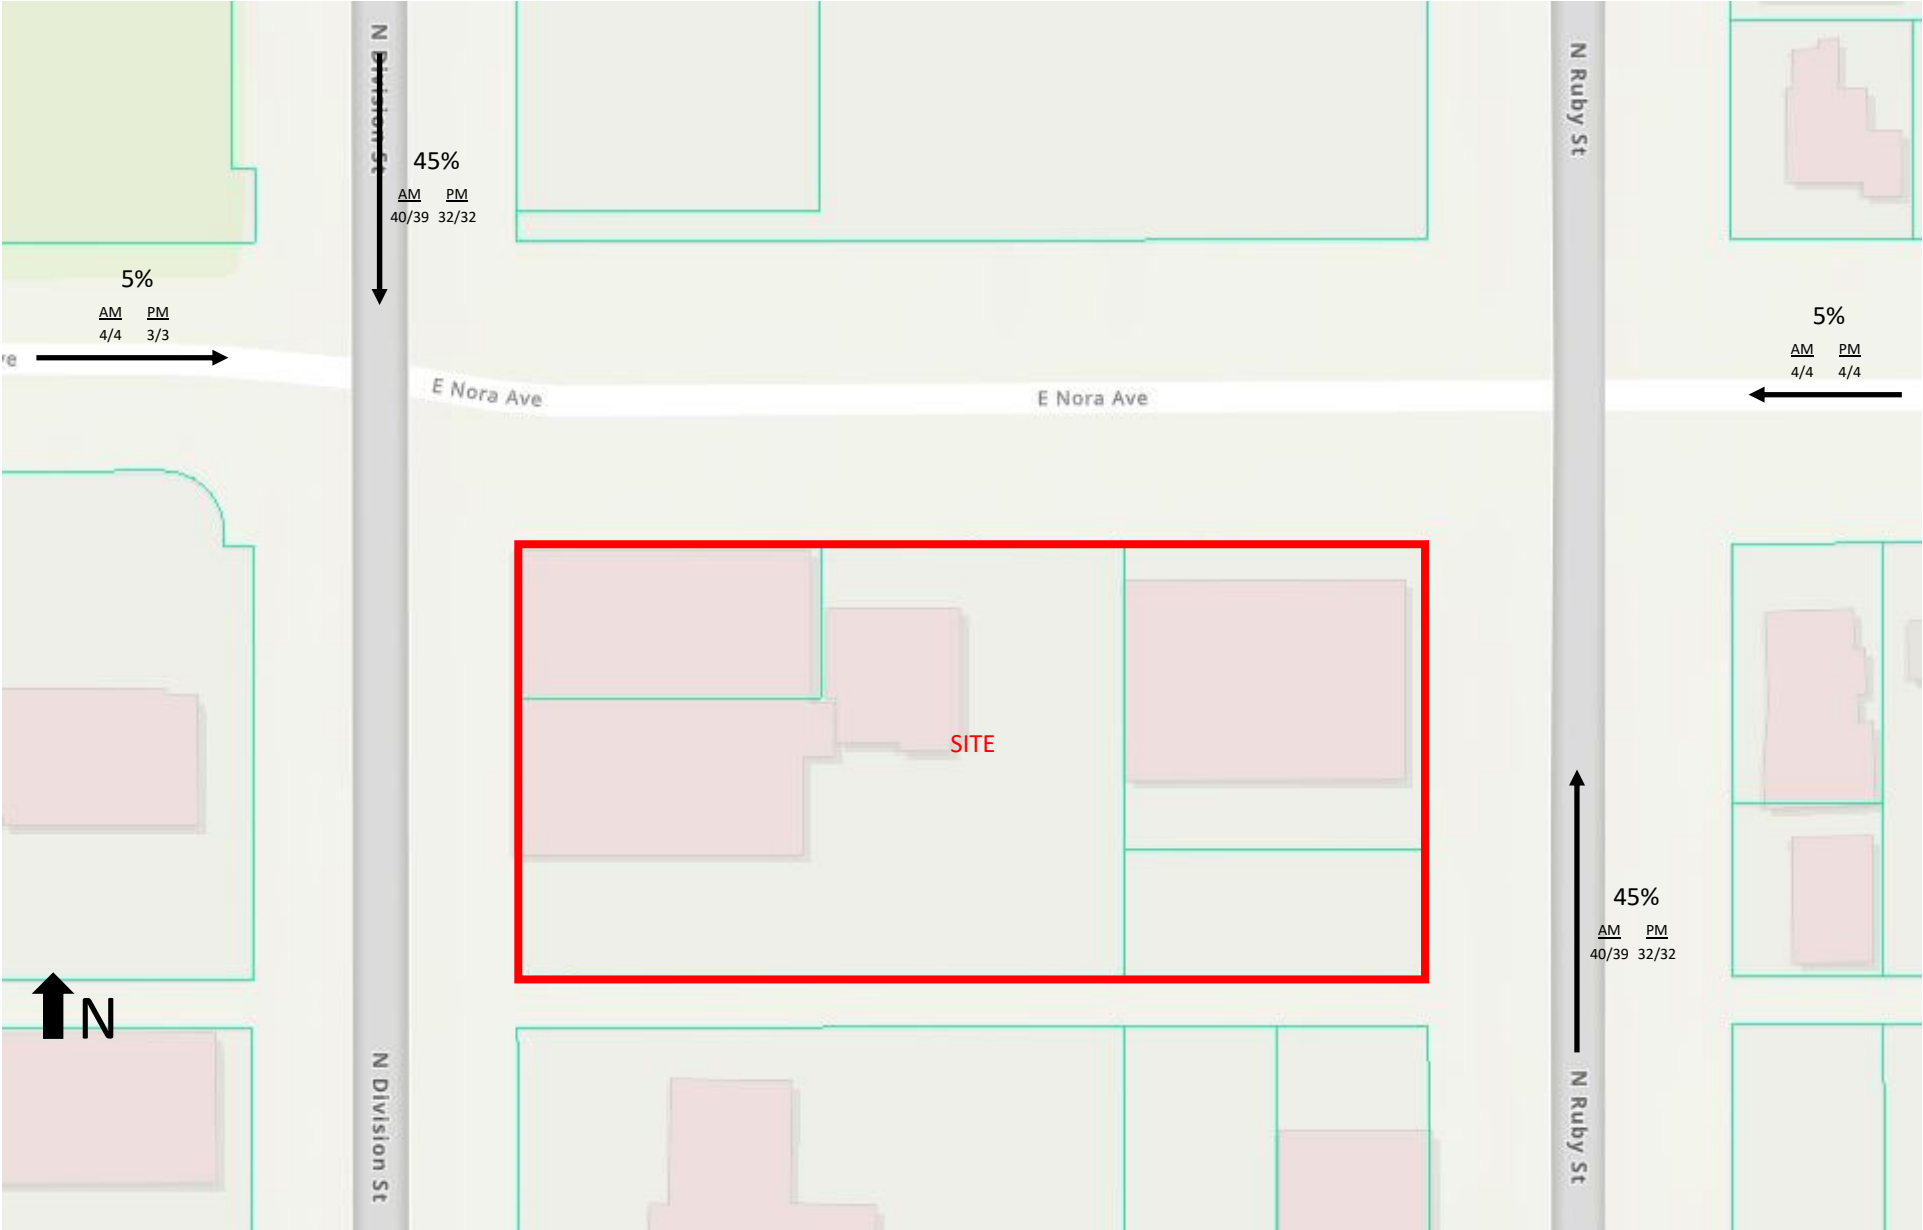 N Division St
N Ruby St
45%
AM PM
40/39 32/32
5%
AM PM
4/4 3/3
5%
AM PM
4/4 4/4
ve
E Nora Ave
E Nora Ave
SITE
45%
AM PM
40/39 32/32
N
N Division St
N Ruby St